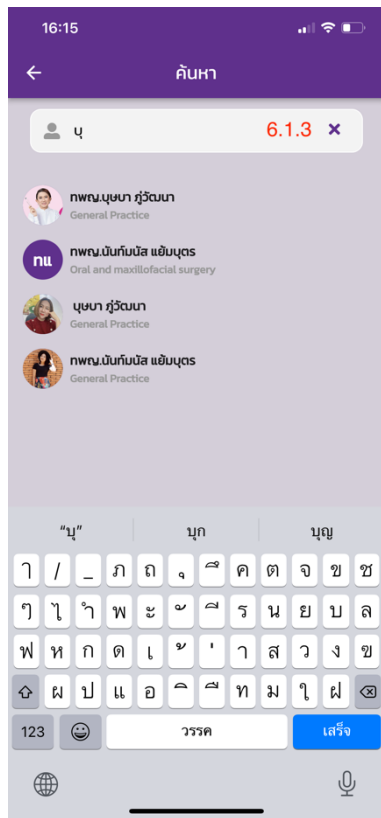 16:15
ค้นหา
บุ 6.1.3 ×
ทพญ.บุษบา ภู่วัฒนา
General Practice
ทแ
ทพญ.นันท์มนัส แย้มบุตร
Oral and maxillofacial surgery
บุษบา ภู่วัฒนา
General Practice
ทพญ.นันท์มนัส แย้มบุตร
General Practice
“บุ” บุก บุญ
ๅ / _ ภ ถ ุ ึ ค ต จ ข ช
ๆ ไ ำ พ ะ ั ี ร น ย บ ล
ฟ ห ก ด เ ้ ่ า ส ว ง ฃ
ผ ป แ อ ิ ื ท ม ใ ฝ
123 วรรค เสร็จ